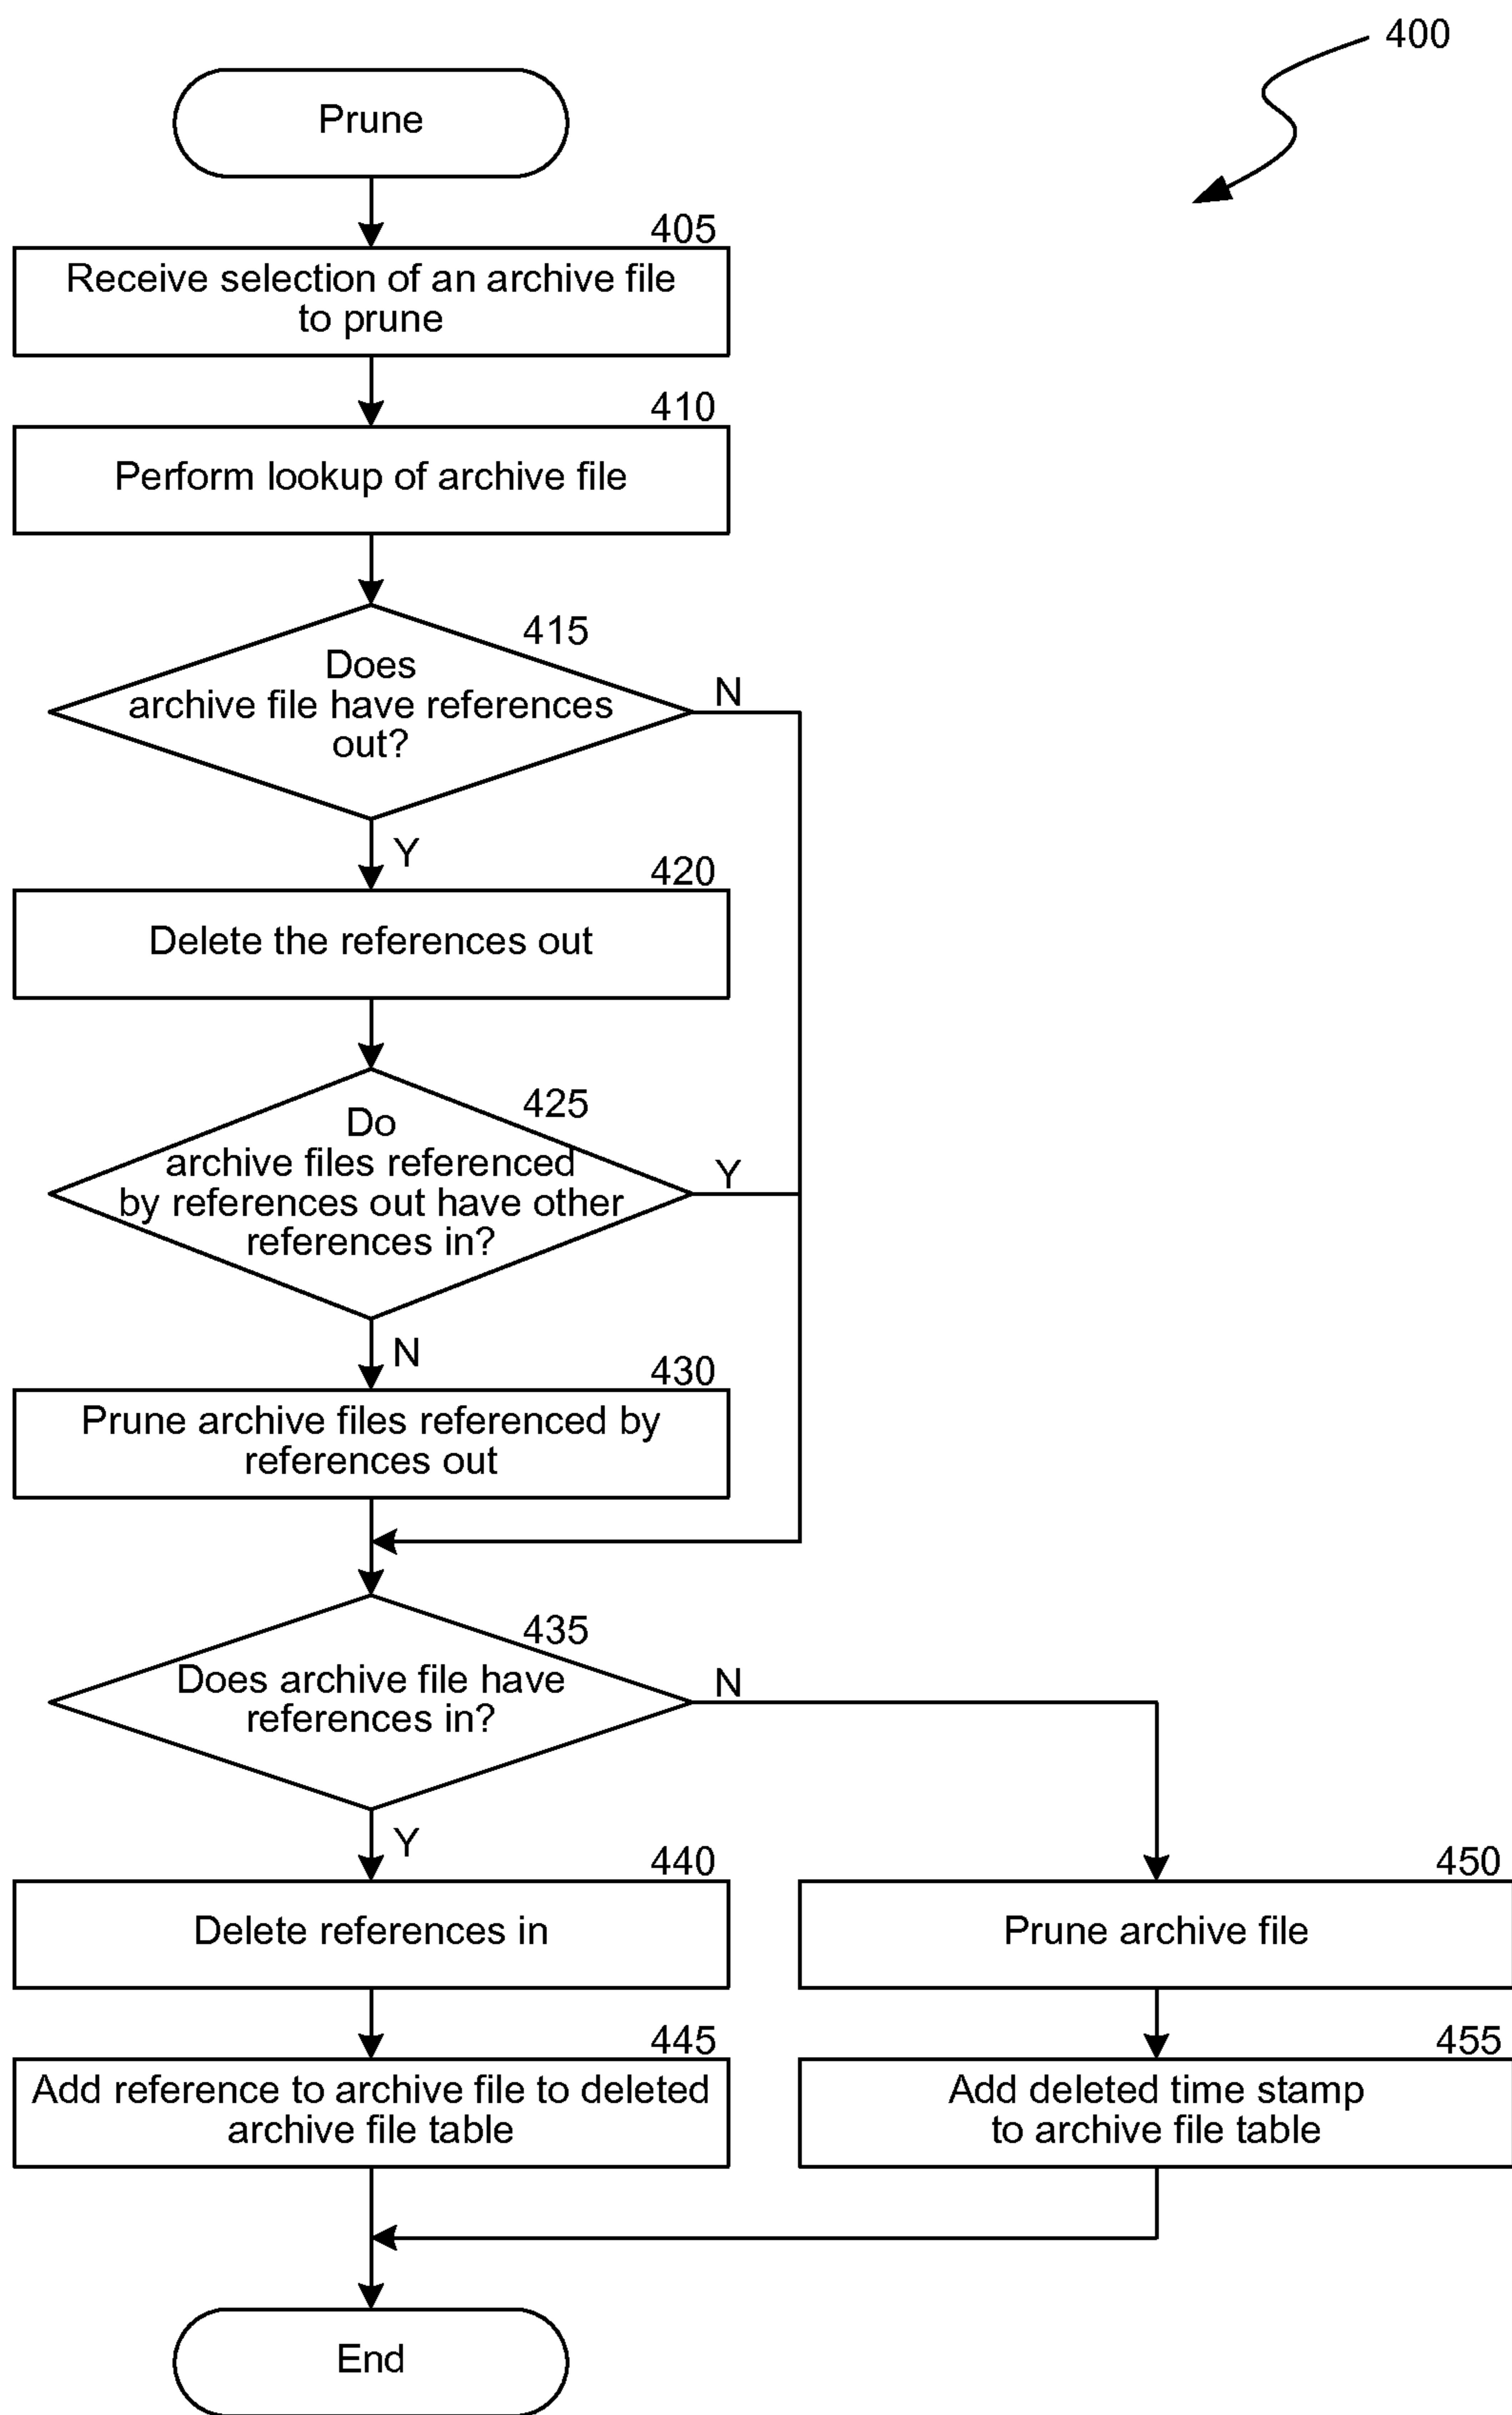 400
Prune
405
Receive selection of an archive file
to prune
410
Perform lookup of archive file
415
Does
archive file have references
out?
N
Y
420
Delete the references out
425
Do
archive files referenced
by references out have other
references in?
Y
N
430
Prune archive files referenced by
references out
435
Does archive file have
references in?
N
Y
440
Delete references in
450
Prune archive file
445
Add reference to archive file to deleted
archive file table
455
Add deleted time stamp
to archive file table
End